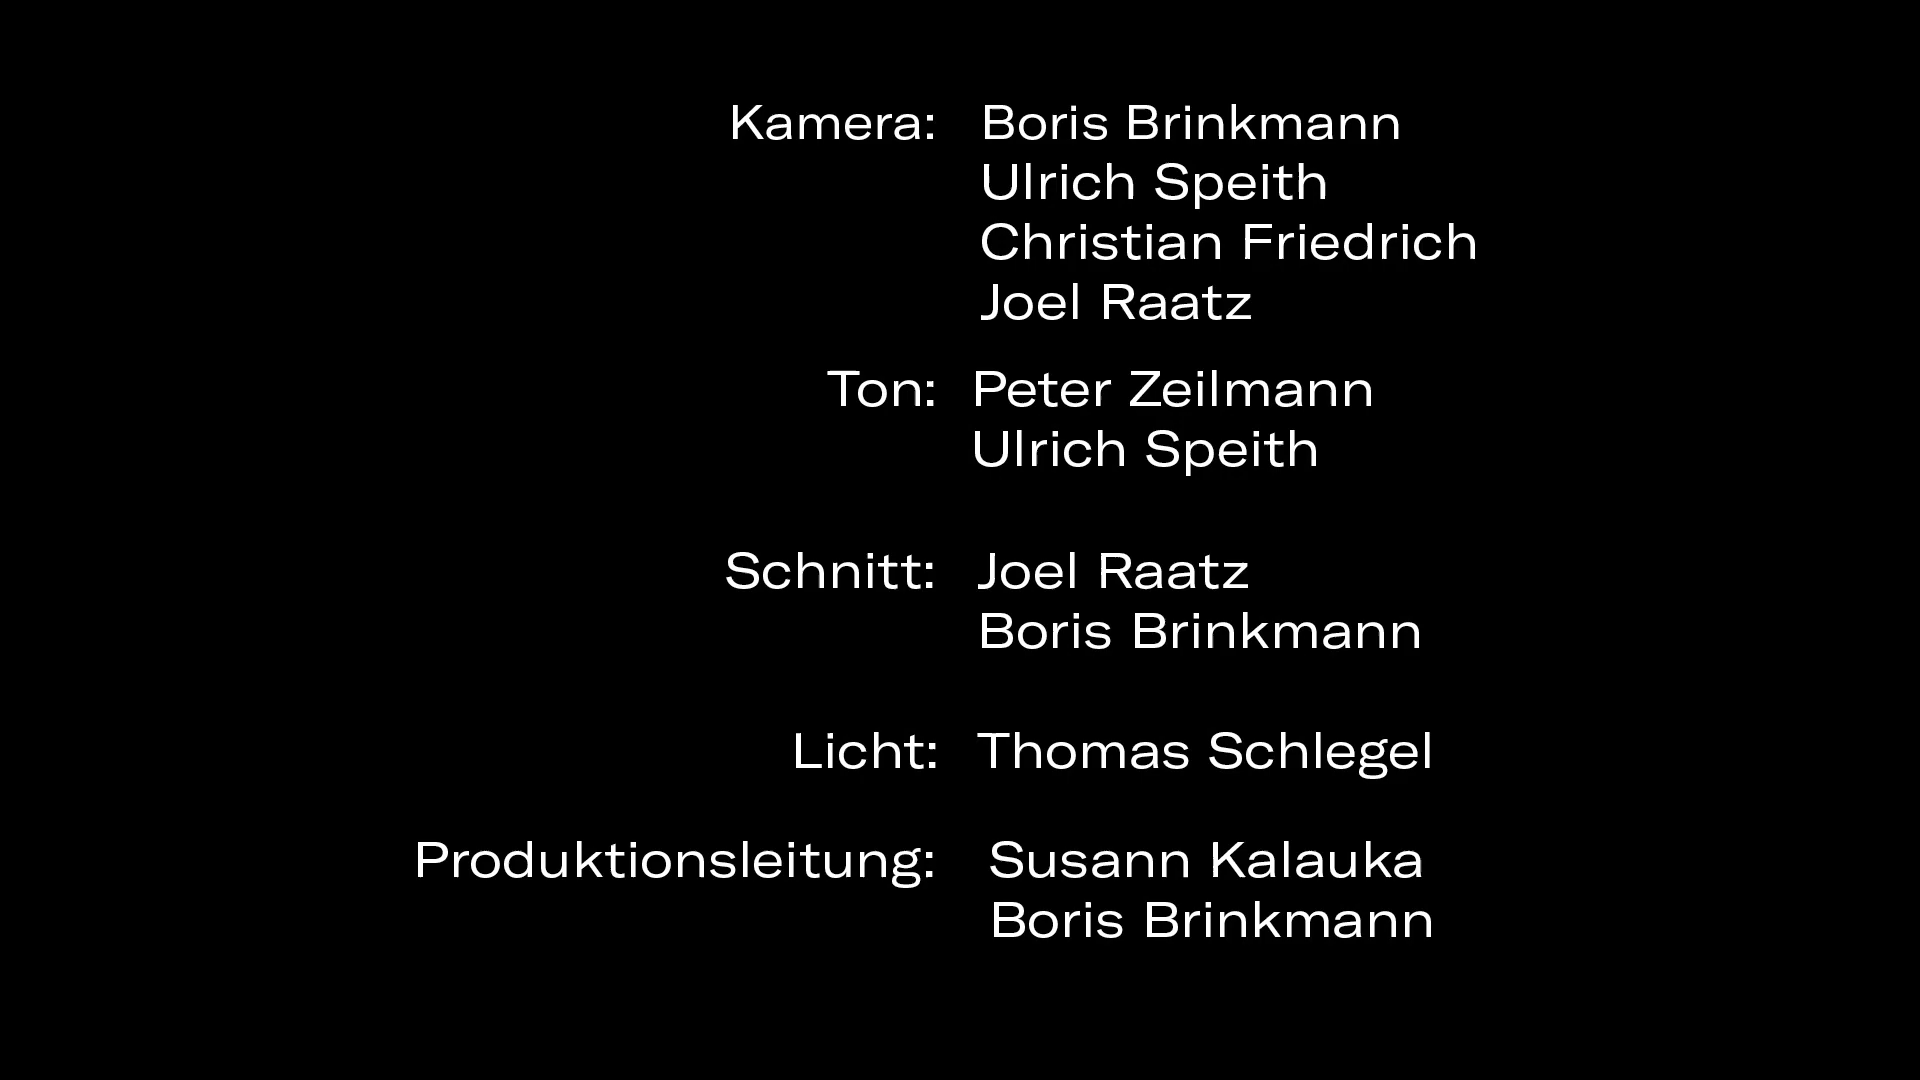 Kamera: Boris Brinkmann
Ulrich Speith
Christian Friedrich
Joel Raatz
Ton: Peter Zeilmann
Ulrich Speith
Schnitt: Joel Raatz
Boris Brinkmann
Licht: Thomas Schlegel
Produktionsleitung: Susann Kalauka
Boris Brinkmann